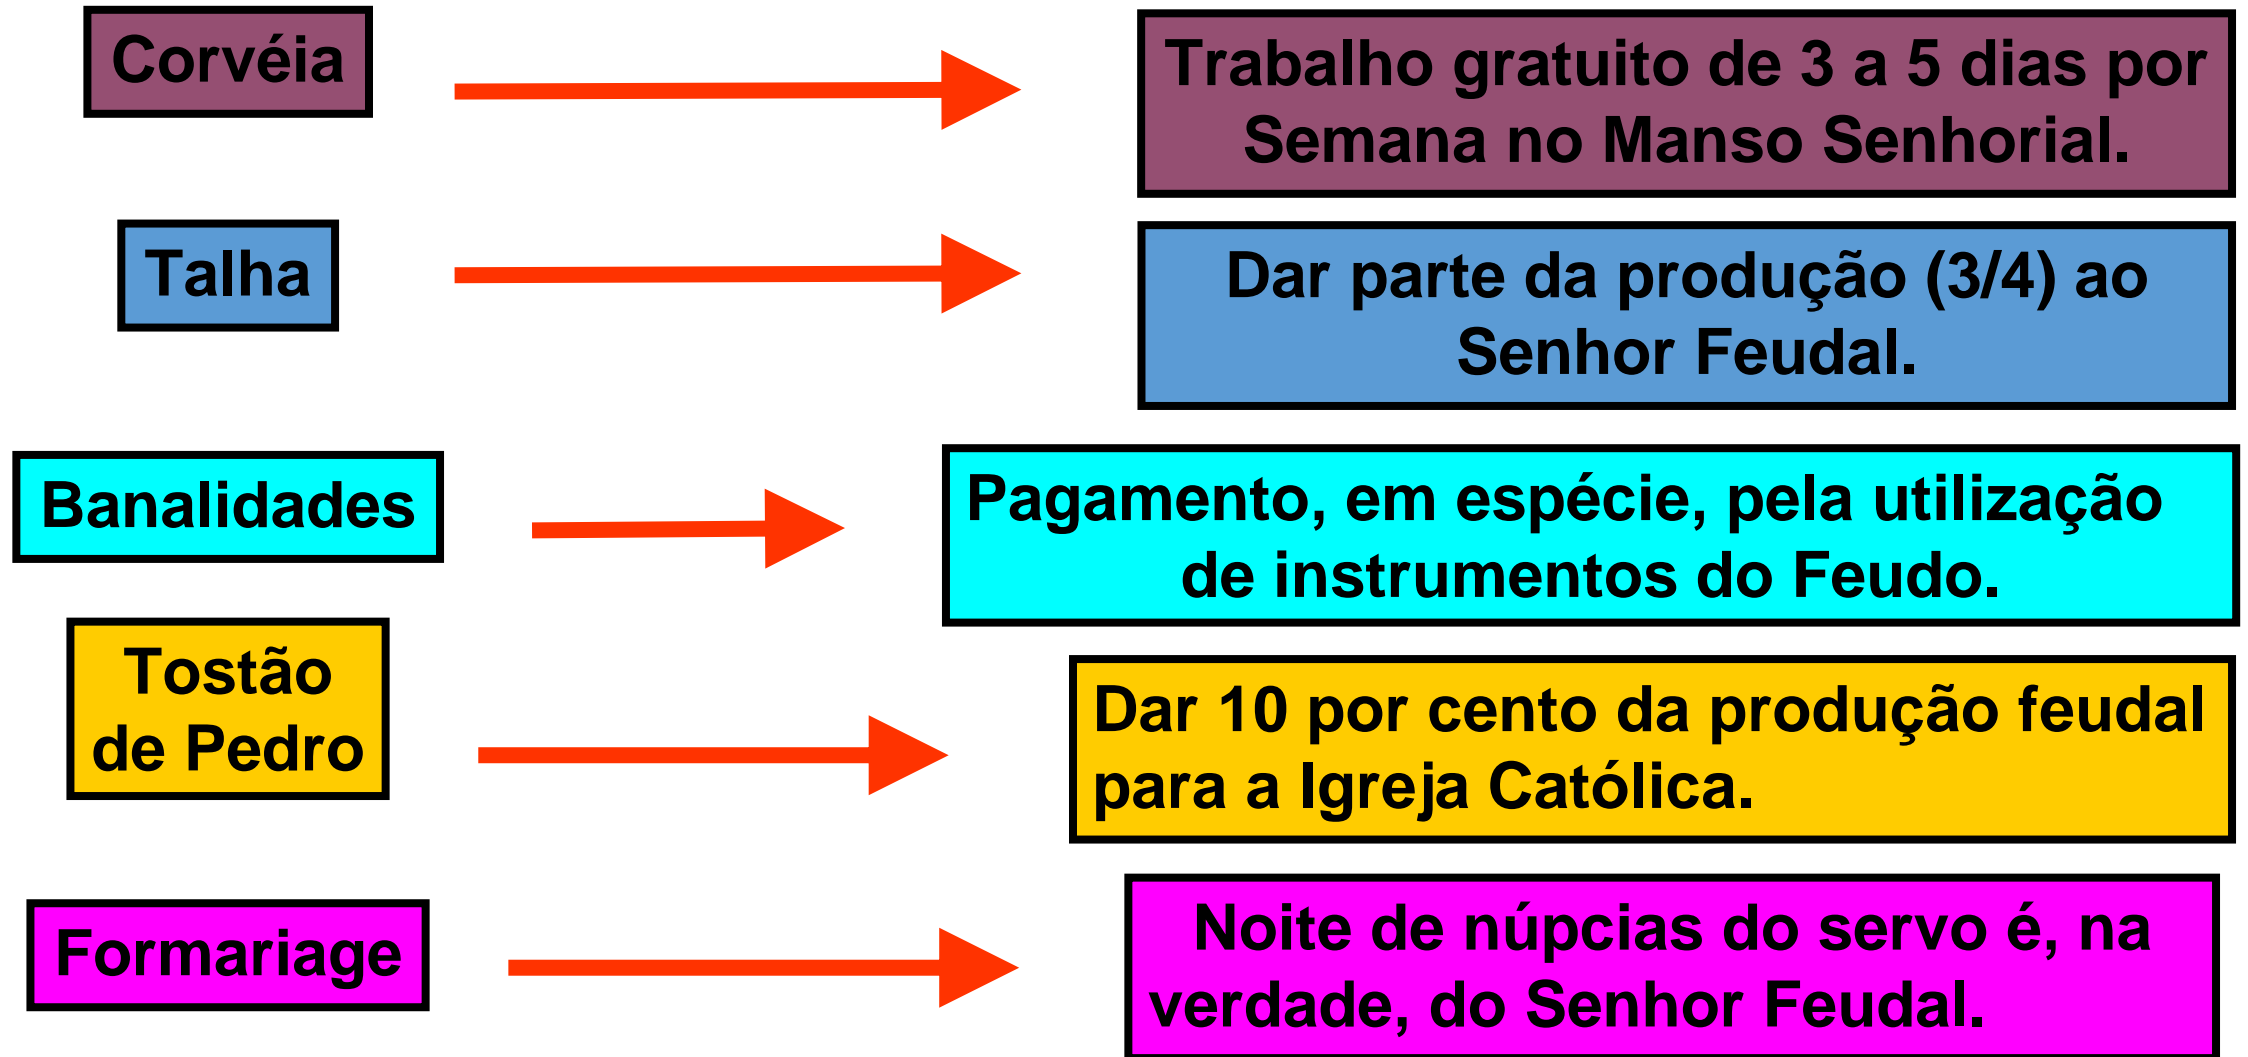 Corvéia
Trabalho gratuito de 3 a 5 dias por
Semana no Manso Senhorial.
Talha
Dar parte da produção (3/4) ao
Senhor Feudal.
Banalidades
Pagamento, em espécie, pela utilização
de instrumentos do Feudo.
Tostão
de Pedro
Dar 10 por cento da produção feudal
para a Igreja Católica.
Formariage
Noite de núpcias do servo é, na
verdade, do Senhor Feudal.